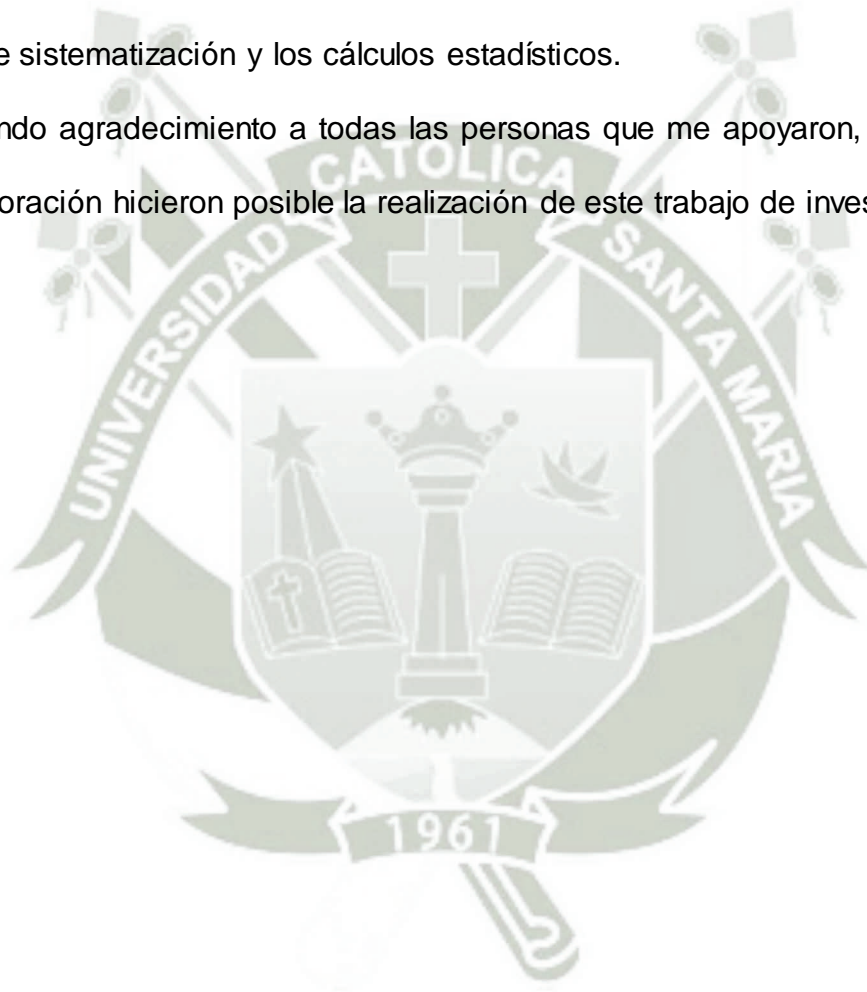 e sistematización y los cálculos estadísticos.
ndo agradecimiento a todas las personas que me apoyaron,
oración hicieron posible la realización de este trabajo de inves
UNIVERSIDAD CATOLICA SANTA MARIA
1961